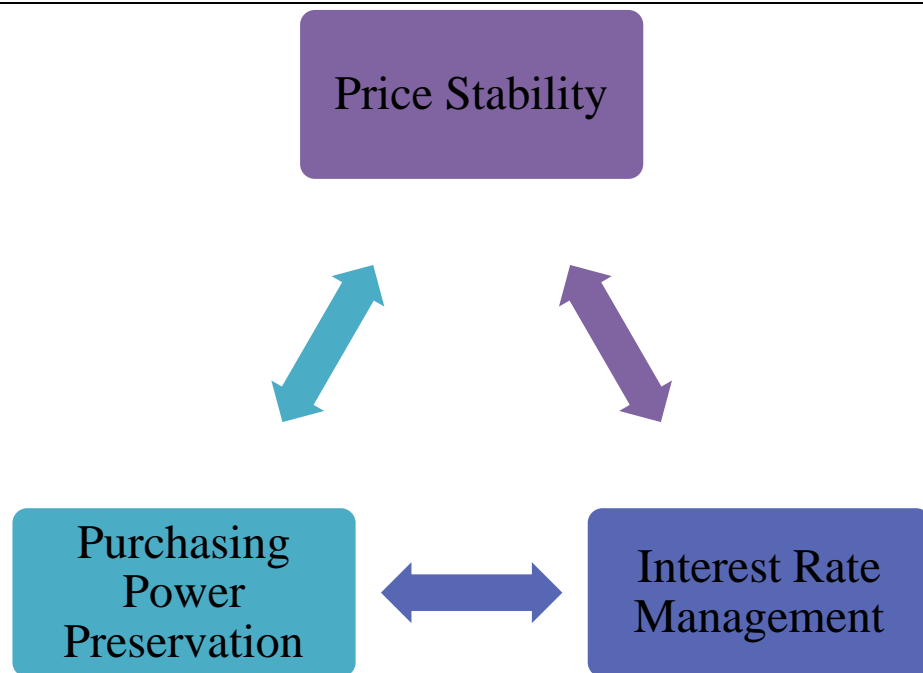 Price Stability
Purchasing
Power
Preservation
Interest Rate
Management